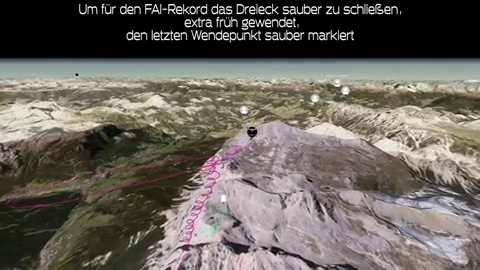 Um für den FAI-Rekord das Dreieck sauber zu schließen,
extra früh gewendet,
den letzten Wendepunkt sauber markiert